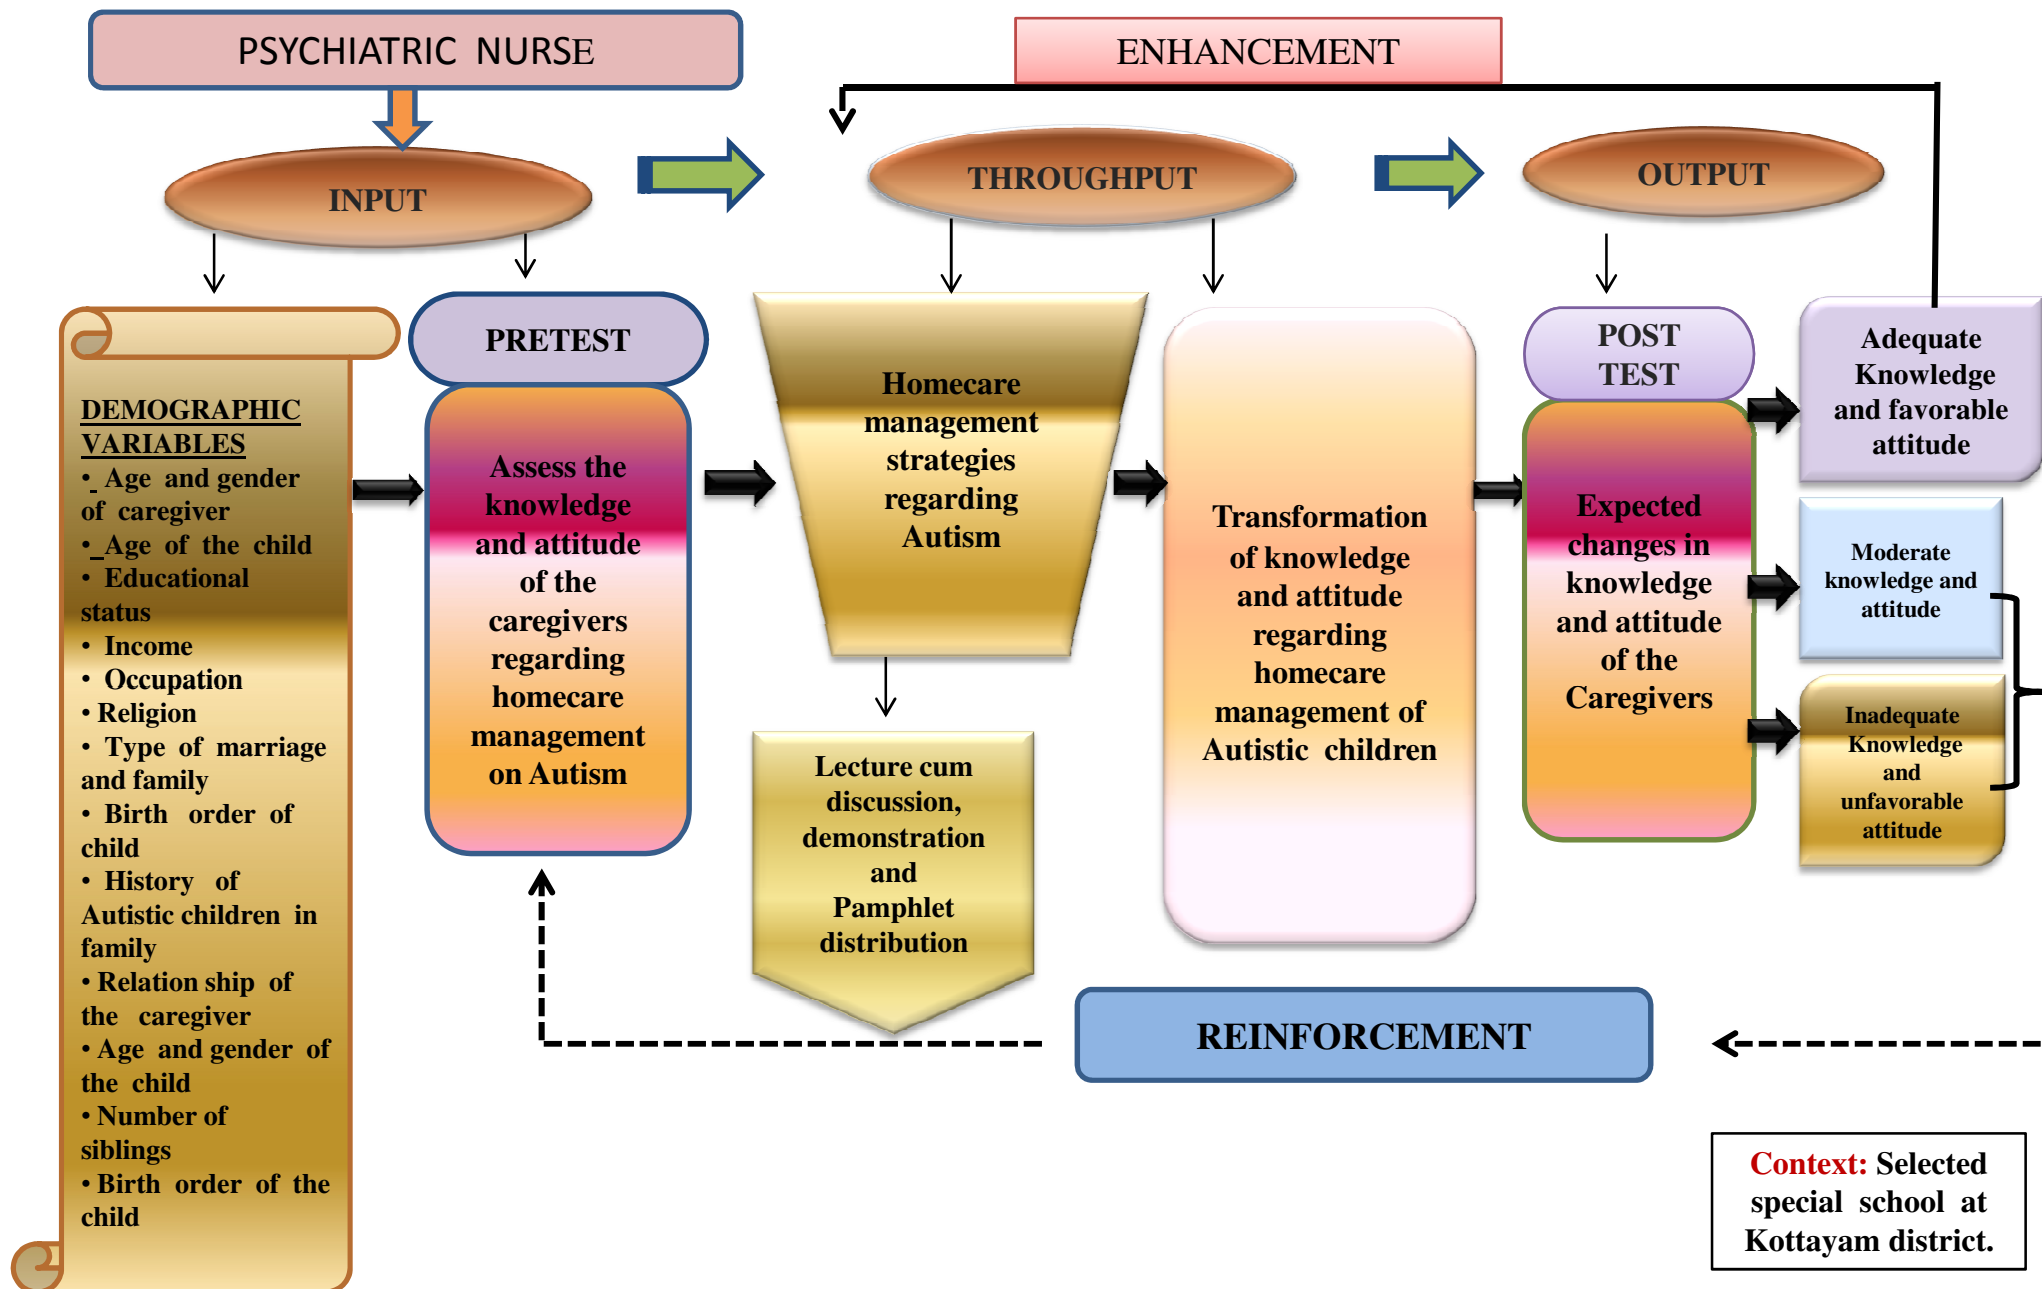 PSYCHIATRIC NURSE
ENHANCEMENT
INPUT
THROUGHPUT
OUTPUT
DEMOGRAPHIC
VARIABLES
• Age and gender
of caregiver
• Age of the child
• Educational
status
• Income
• Occupation
• Religion
• Type of marriage
and family
• Birth order of
child
• History of
Autistic children in
family
• Relation ship of
the caregiver
• Age and gender of
the child
• Number of
siblings
• Birth order of the
child
PRETEST
Assess the
knowledge
and attitude
of the
caregivers
regarding
homecare
management
on Autism
Homecare
management
strategies
regarding
Autism
Lecture cum
discussion,
demonstration
and
Pamphlet
distribution
Transformation
of knowledge
and attitude
regarding
homecare
management of
Autistic children
POST
TEST
Expected
changes in
knowledge
and attitude
of the
Caregivers
Adequate
Knowledge
and favorable
attitude
Moderate
knowledge and
attitude
Inadequate
Knowledge
and
unfavorable
attitude
REINFORCEMENT
Context: Selected
special school at
Kottayam district.